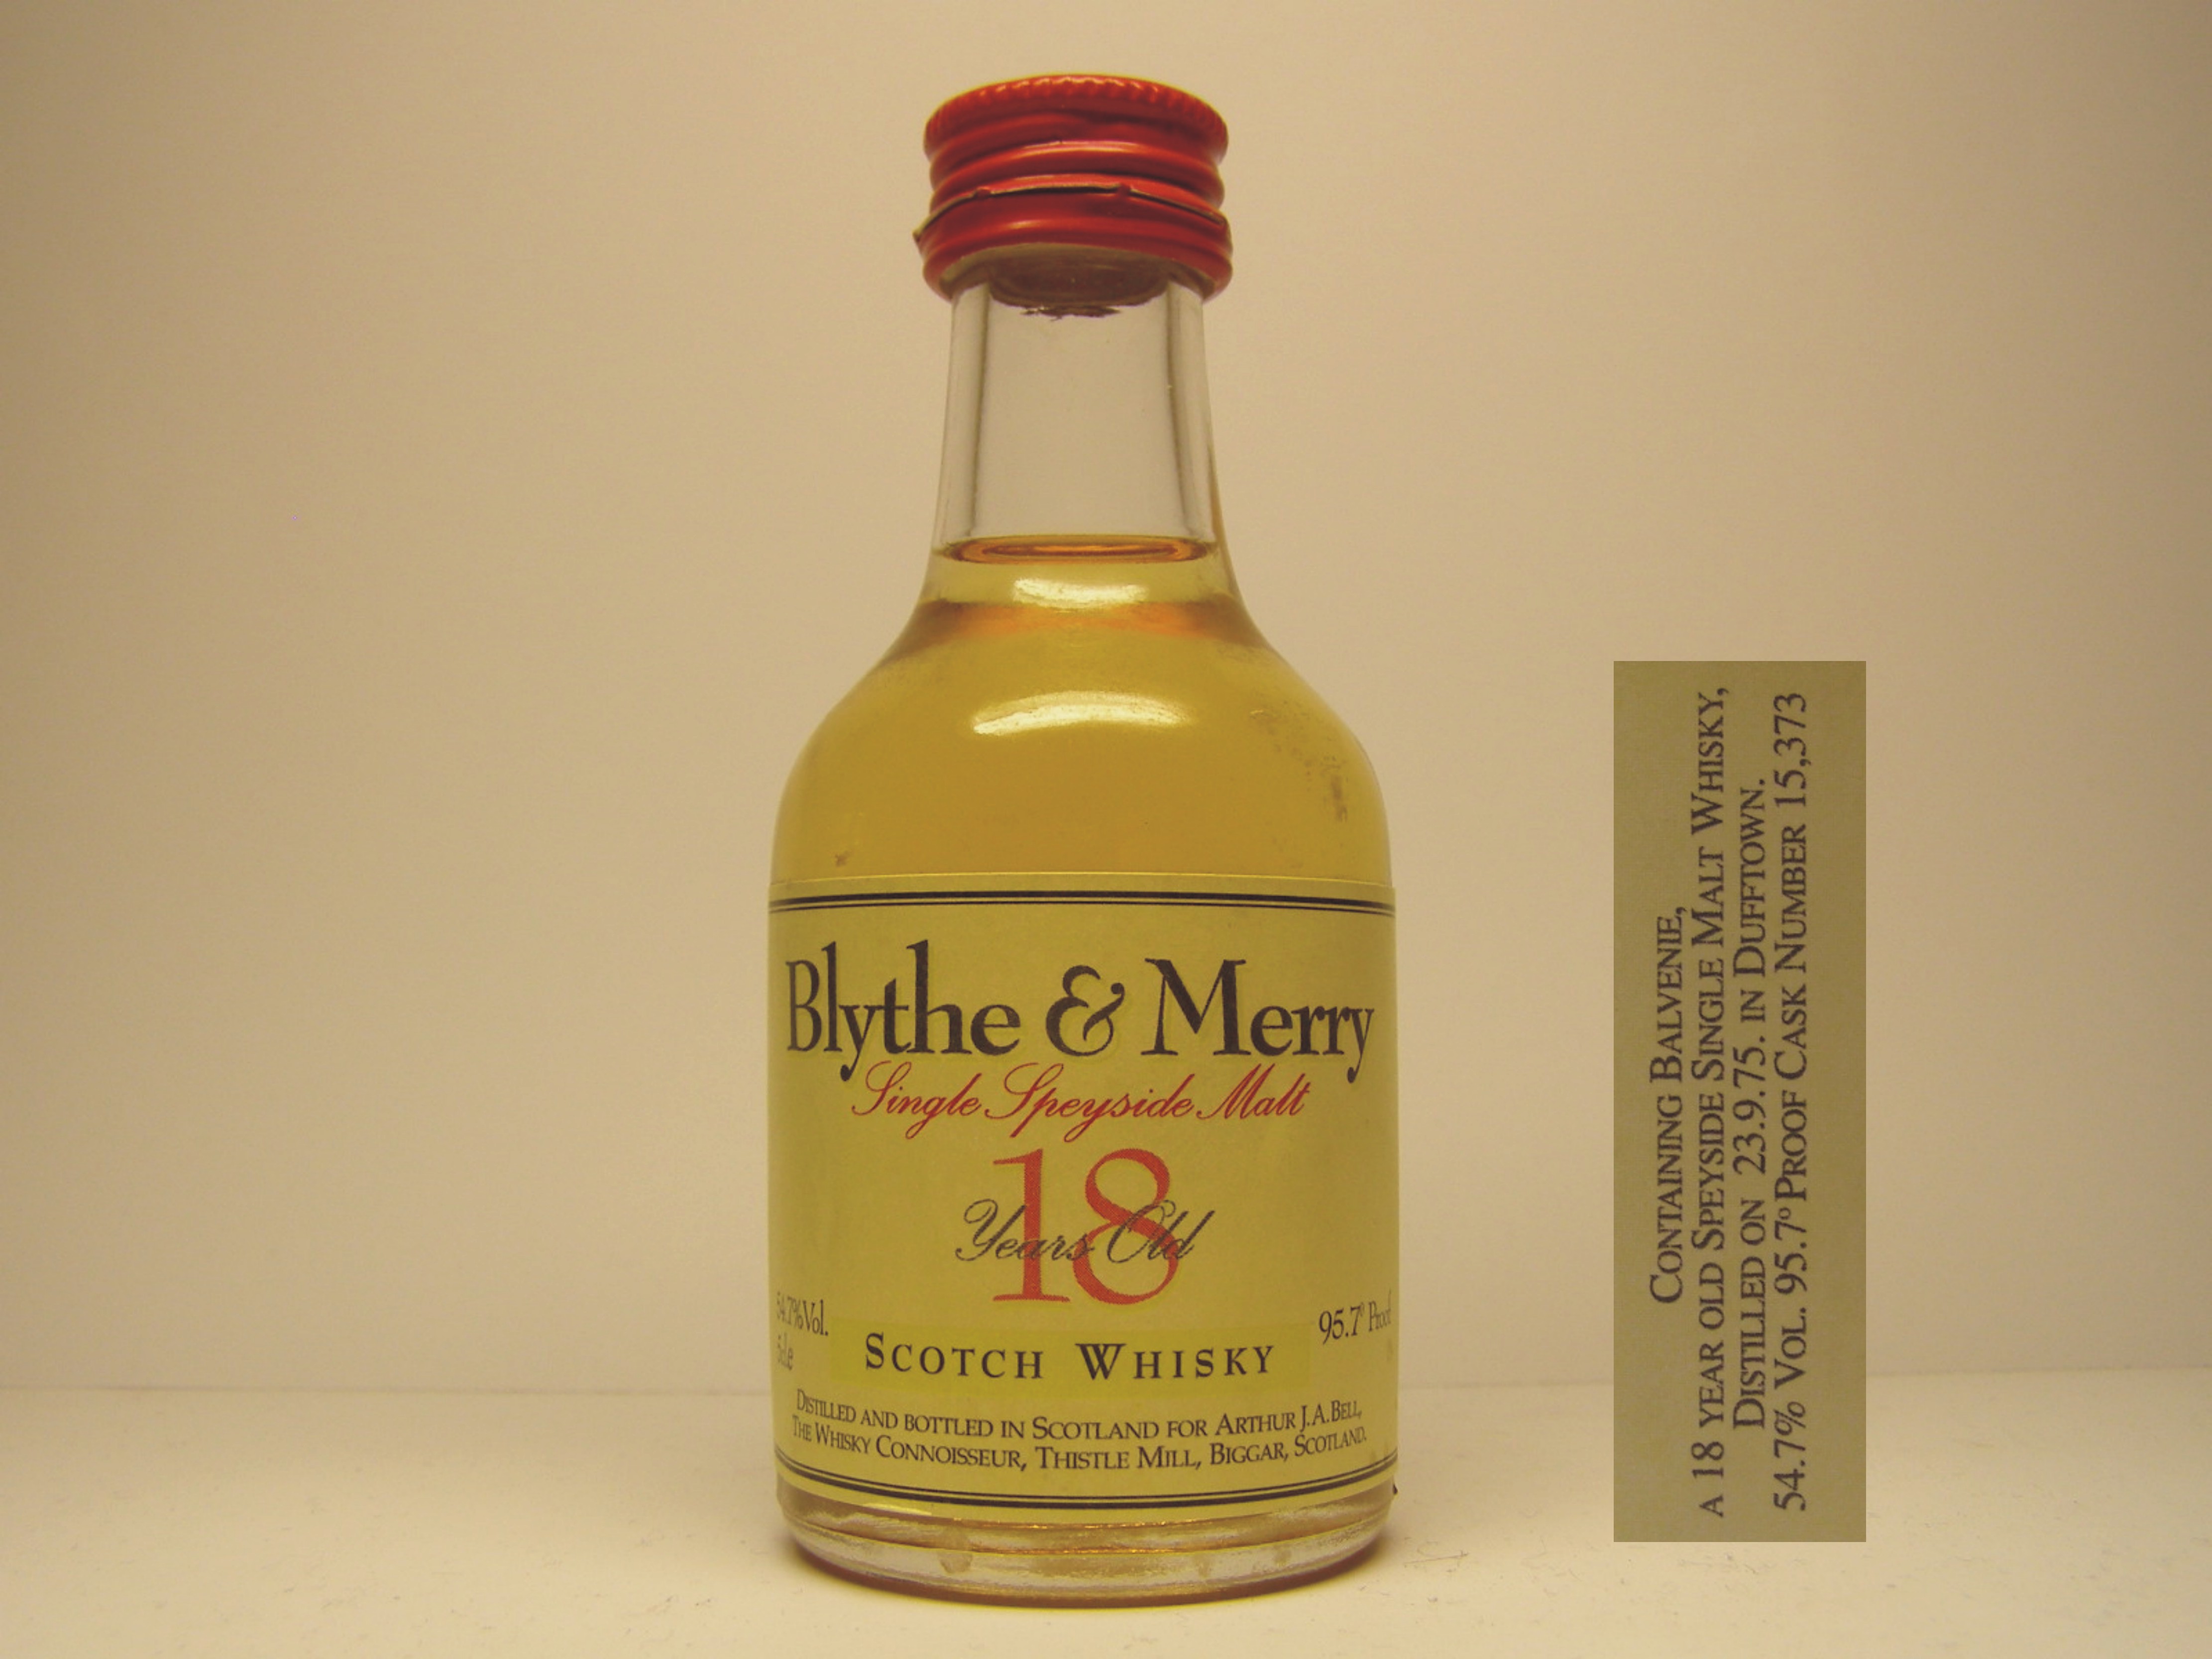 Blythe & Merry
Single Speyside Malt
18
Years Old
54.7%Vol.
95.7° Proof
5cl.e
SCOTCH WHISKY
DISTILLED AND BOTTLED IN SCOTLAND FOR ARTHUR J.A.BELL,
THE WHISKY CONNOISSEUR, THISTLE MILL, BIGGAR, SCOTLAND.
CONTAINING BALVENIE,
A 18 YEAR OLD SPEYSIDE SINGLE MALT WHISKY,
DISTILLED ON 23.9.75. IN DUFFTOWN.
54.7% VOL. 95.7° PROOF CASK NUMBER 15,373